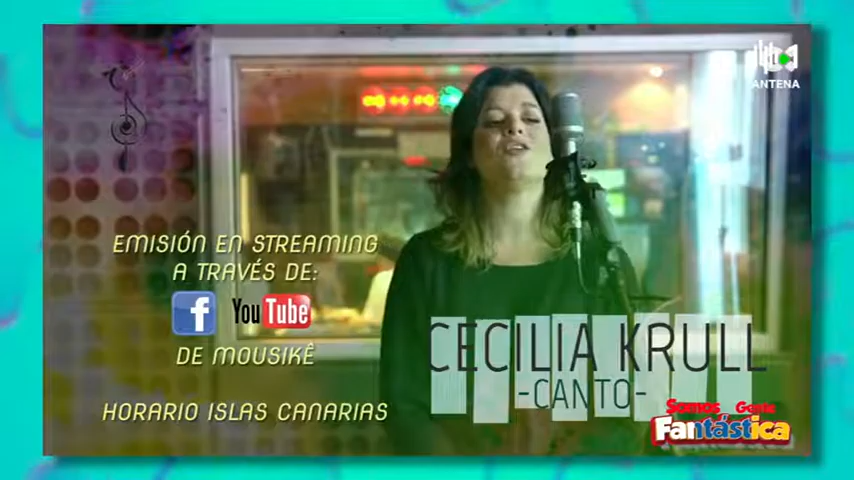 ANTENA
EMISIÓN EN STREAMING
A TRAVÉS DE:
f YouTube
DE MOUSIKÊ
HORARIO ISLAS CANARIAS
CECILIA KRULL
-CANTO-
Somos Gente
Fantástica